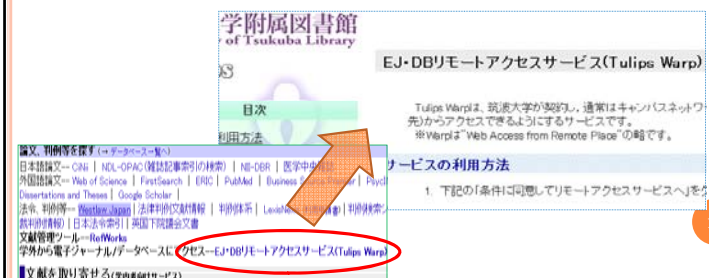 学附属図書館
of Tsukuba Library
EJ・DBリモートアクセスサービス(Tulips Warp)
目次
利用方法
Tulips Warpは、筑波大学が契約し、通常はキャンパスネットワ
先)からアクセスできるようにするサービスです。
※Warpは"Web Access from Remote Place"の略です。
サービスの利用方法
1. 下記の「条件に同意してリモートアクセスサービスへ」をク
論文、判例等を探す(→データベース一覧へ)
日本語論文-- CiNii | NDL-OPAC(雑誌記事索引の検索) | NII-DBR | 医学中央
外国語論文-- Web of Science | FirstSearch | ERIC | PubMed | Business
Dissertations and Theses | Google Scholar |
法令、判例等-- Westlaw Japan | 法律判例文献情報 | 判例体系 |
裁判例情報) | 日本法令索引 | 英国下院議会文書
文献管理ツール--RefWorks
学外から電子ジャーナル/データベースにアクセス--EJ・DBリモートアクセスサービス(Tulips Warp)
文献を取り寄せる(学内者向けサービス)